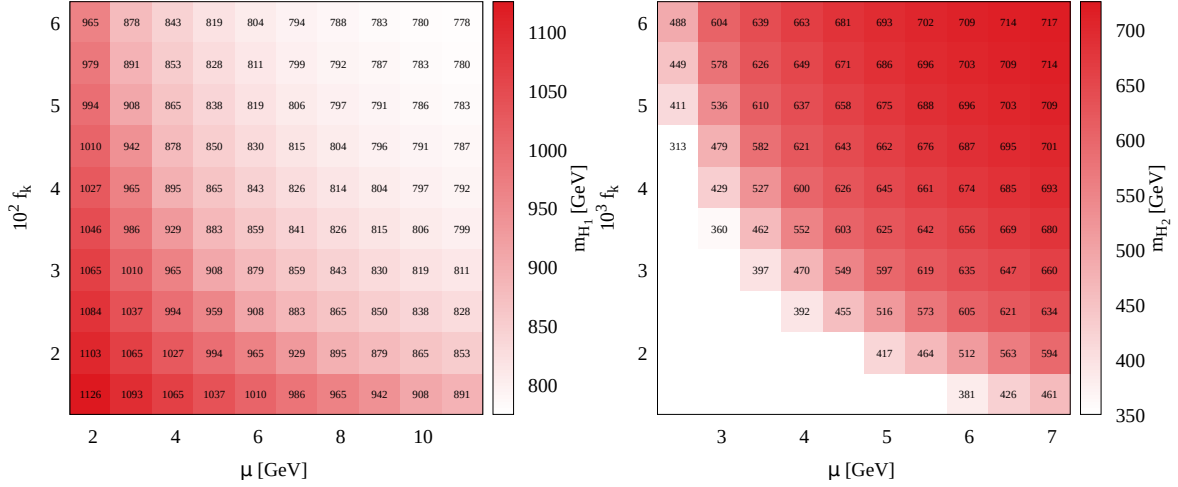 6 965 878 843 819 804 794 788 783 780 778
979 891 853 828 811 799 792 787 783 780
5 994 908 865 838 819 806 797 791 786 783
1010 942 878 850 830 815 804 796 791 787
4 1027 965 895 865 843 826 814 804 797 792
1046 986 929 883 859 841 826 815 806 799
3 1065 1010 965 908 879 859 843 830 819 811
1084 1037 994 959 908 883 865 850 838 828
2 1103 1065 1027 994 965 929 895 879 865 853
1126 1093 1065 1037 1010 986 965 942 908 891
2 4 6 8 10
μ [GeV]
10² fₖ
1100
1050
1000
950
900
850
800
m_H₁ [GeV]
6 488 604 639 663 681 693 702 709 714 717
449 578 626 649 671 686 696 703 709 714
5 411 536 610 637 658 675 688 696 703 709
313 479 582 621 643 662 676 687 695 701
4 429 527 600 626 645 661 674 685 693
360 462 552 603 625 642 656 669 680
3 397 470 549 597 619 635 647 660
392 455 516 573 605 621 634
2 417 464 512 563 594
381 426 461
3 4 5 6 7
μ [GeV]
10³ fₖ
700
650
600
550
500
450
400
350
m_H₂ [GeV]